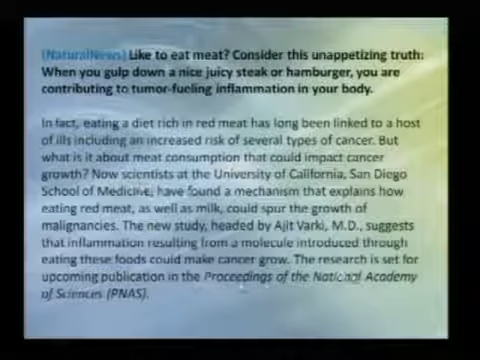 (NaturalNews) Like to eat meat? Consider this unappetizing truth:
When you gulp down a nice juicy steak or hamburger, you are
contributing to tumor-fueling inflammation in your body.
In fact, eating a diet rich in red meat has long been linked to a host
of ills including an increased risk of several types of cancer. But
what is it about meat consumption that could impact cancer
growth? Now scientists at the University of California, San Diego
School of Medicine, have found a mechanism that explains how
eating red meat, as well as milk, could spur the growth of
malignancies. The new study, headed by Ajit Varki, M.D., suggests
that inflammation resulting from a molecule introduced through
eating these foods could make cancer grow. The research is set for
upcoming publication in the Proceedings of the National Academy
of Sciences (PNAS).